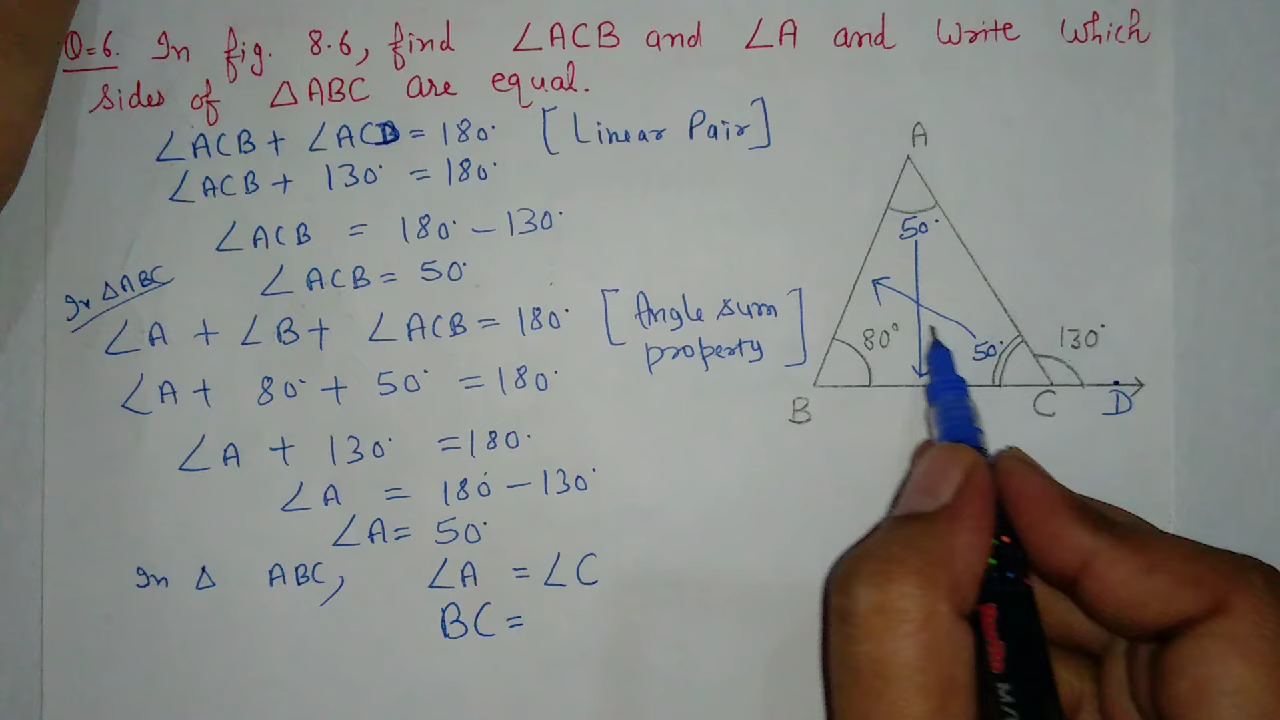 Q=6. In fig. 8.6, find ∠ACB and ∠A and write which
sides of △ABC are equal.
∠ACB + ∠ACD = 180° [Linear Pair]
∠ACB + 130° = 180°
∠ACB = 180° − 130°
∠ACB = 50°
In △ABC
∠A + ∠B + ∠ACB = 180° [Angle sum
property]
∠A + 80° + 50° = 180°
∠A + 130° = 180°
∠A = 180° − 130°
∠A = 50°
In △ ABC, ∠A = ∠C
BC =
A
50°
80°
50°
130°
B
C
D